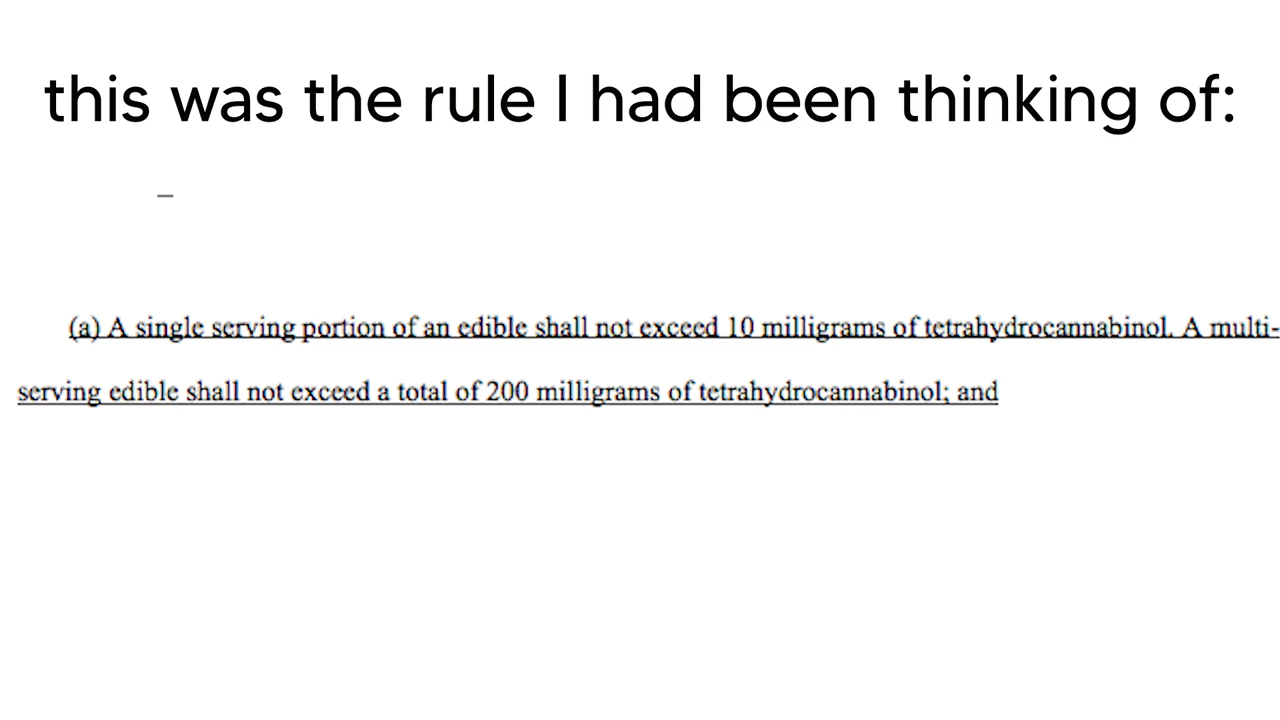 this was the rule I had been thinking of:
–
(a) A single serving portion of an edible shall not exceed 10 milligrams of tetrahydrocannabinol. A multi-
serving edible shall not exceed a total of 200 milligrams of tetrahydrocannabinol; and